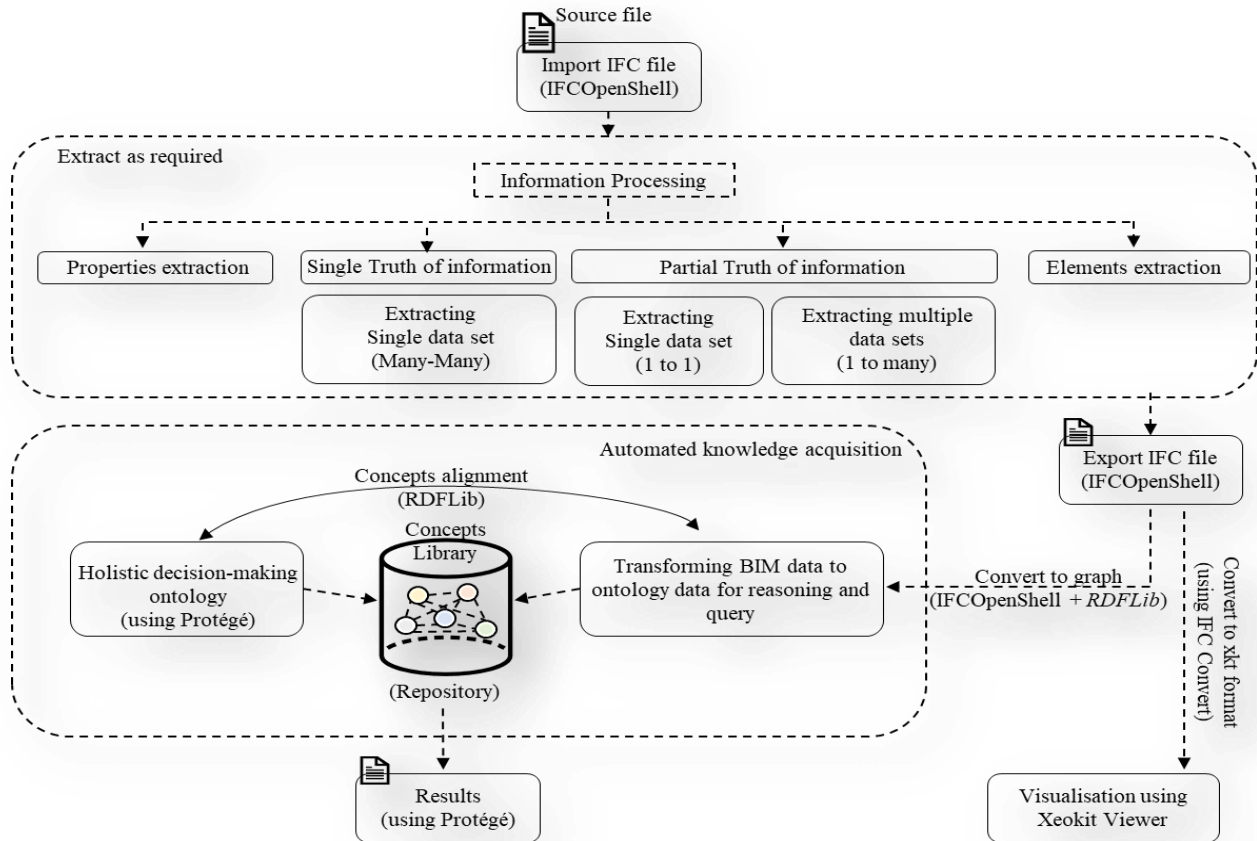 Source file
Import IFC file
(IFCOpenShell)
Extract as required
Information Processing
Properties extraction
Single Truth of information
Partial Truth of information
Elements extraction
Extracting
Single data set
(Many-Many)
Extracting
Single data set
(1 to 1)
Extracting multiple
data sets
(1 to many)
Automated knowledge acquisition
Export IFC file
(IFCOpenShell)
Concepts alignment
(RDFLib)
Concepts
Library
Holistic decision-making
ontology
(using Protégé)
Transforming BIM data to
ontology data for reasoning and
query
Convert to graph
(IFCOpenShell + RDFLib)
Convert to xkt format
(using IFC Convert)
(Repository)
Results
(using Protégé)
Visualisation using
Xeokit Viewer